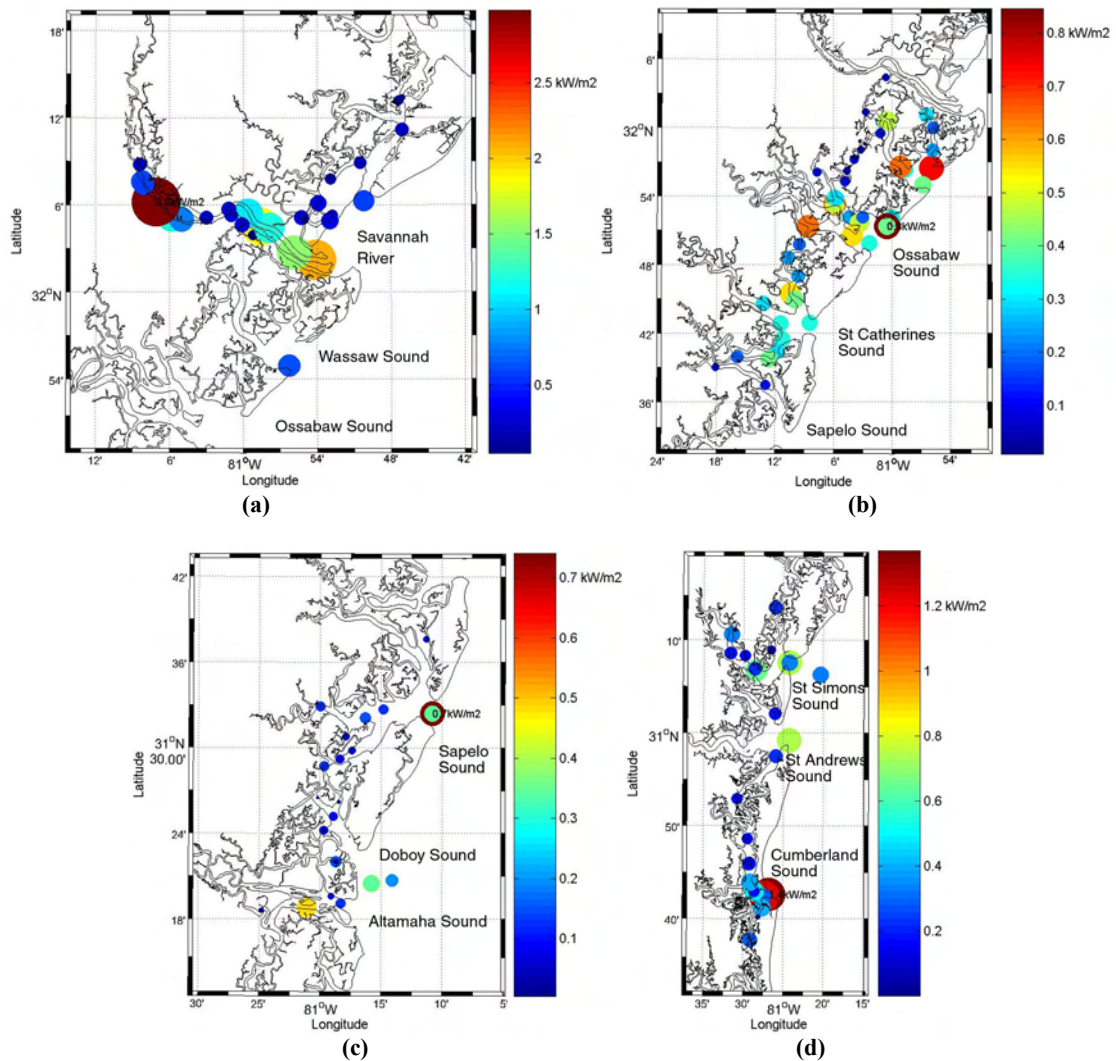 18'
12'
6'
32°N
54'
Latitude
12'
6'
81°W
54'
48'
42'
Longitude
Savannah
River
Wassaw Sound
Ossabaw Sound
2.5 kW/m2
2
1.5
1
0.5
(a)
6'
32°N
54'
48'
42'
36'
Latitude
24'
18'
12'
6'
81°W
54'
Longitude
Ossabaw
Sound
St Catherines
Sound
Sapelo Sound
0.8 kW/m2
0.7
0.6
0.5
0.4
0.3
0.2
0.1
(b)
42'
36'
31°N
30.00'
24'
18'
Latitude
30'
25'
20'
81°W
15'
10'
5'
Longitude
Sapelo
Sound
Doboy Sound
Altamaha Sound
0.7 kW/m2
0.6
0.5
0.4
0.3
0.2
0.1
(c)
10'
31°N
50'
40'
Latitude
35'
30'
25'
81°W
20'
15'
Longitude
St Simons
Sound
St Andrews
Sound
Cumberland
Sound
1.2 kW/m2
1
0.8
0.6
0.4
0.2
(d)